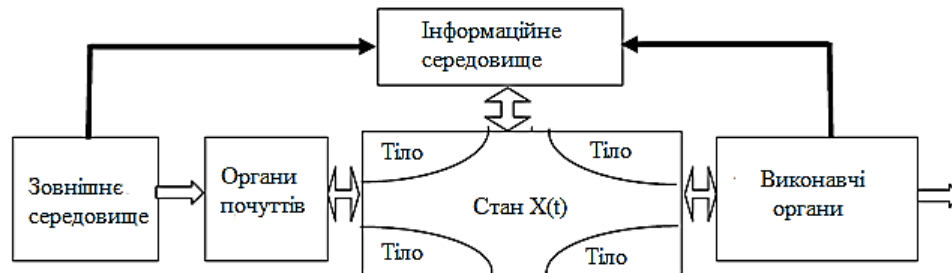 Інформаційне
середовище
Зовнішнє
середовище
Органи
почуттів
Тіло
Тіло
Стан X(t)
Тіло
Тіло
Виконавчі
органи